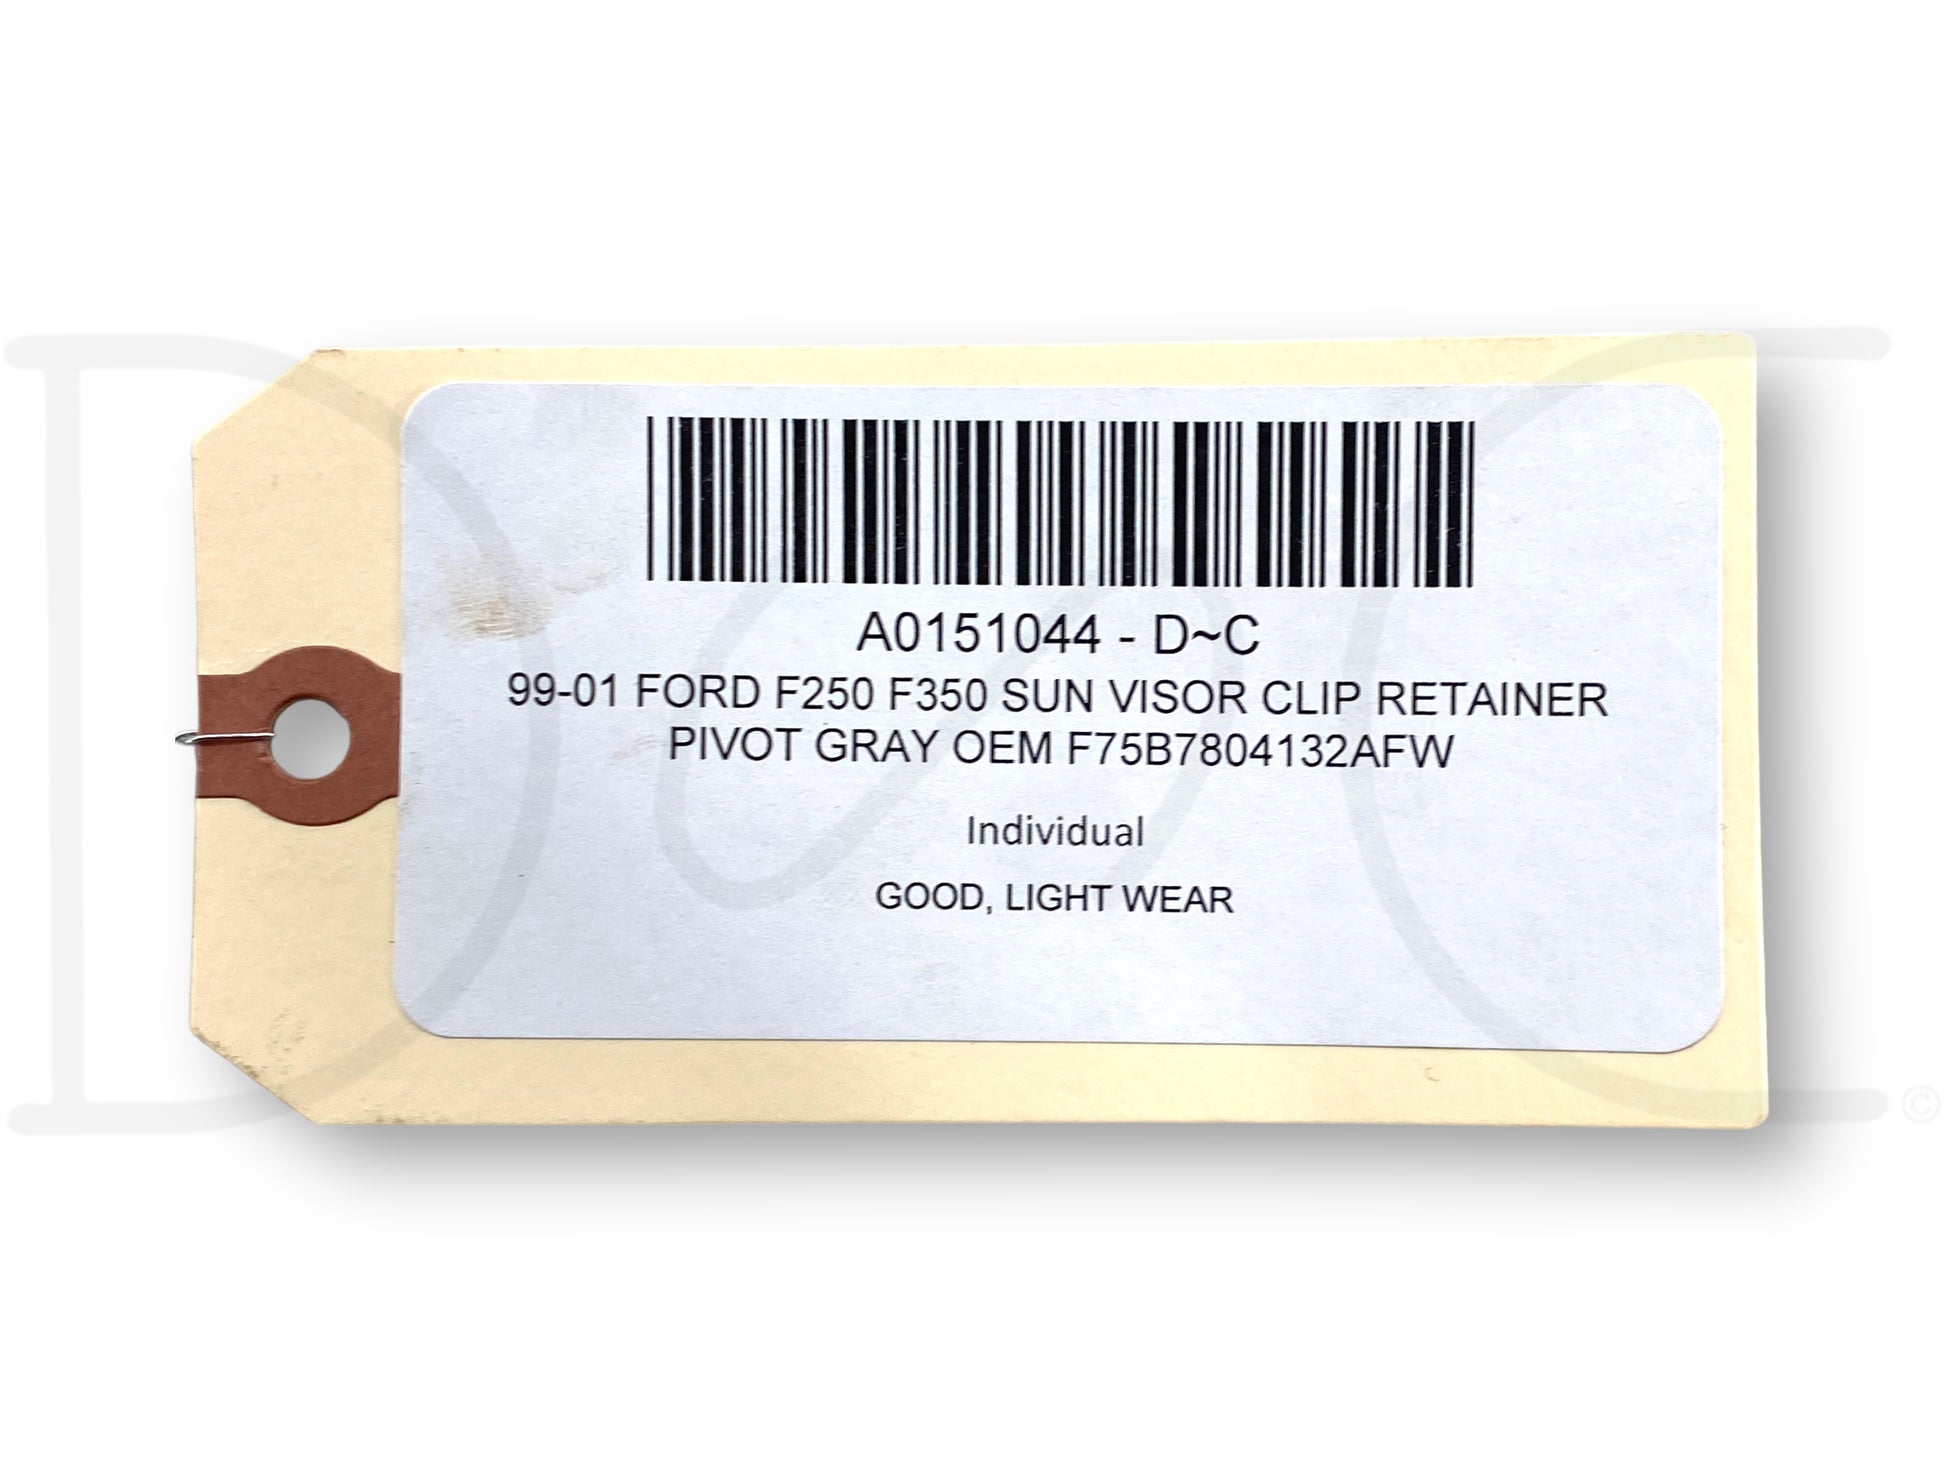 A0151044 - D~C
99-01 FORD F250 F350 SUN VISOR CLIP RETAINER
PIVOT GRAY OEM F75B7804132AFW
Individual
GOOD, LIGHT WEAR
D C
©